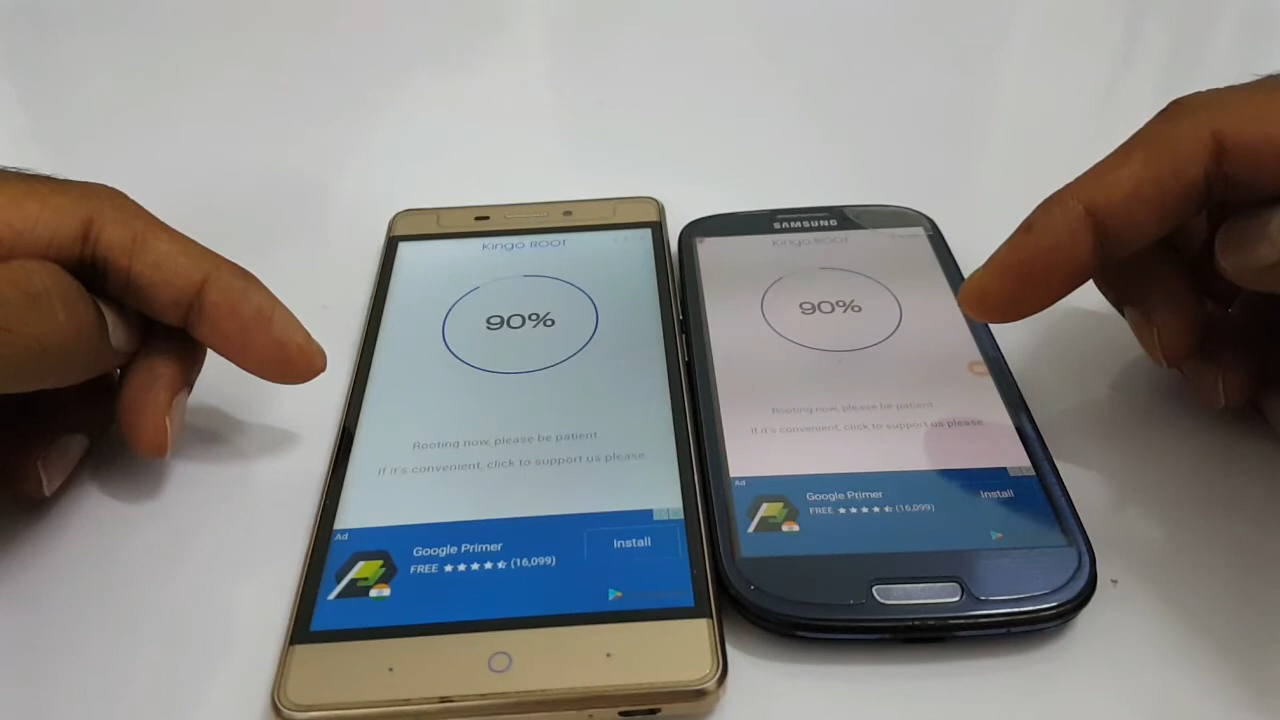 Kingo ROOT
90%
Rooting now, please be patient.
If it's convenient, click to support us please
Ad
Google Primer
FREE (16,099)
Install
SAMSUNG
Kingo ROOT
90%
Rooting now, please be patient.
If it's convenient, click to support us please
Ad
Google Primer
FREE (16,099)
Install